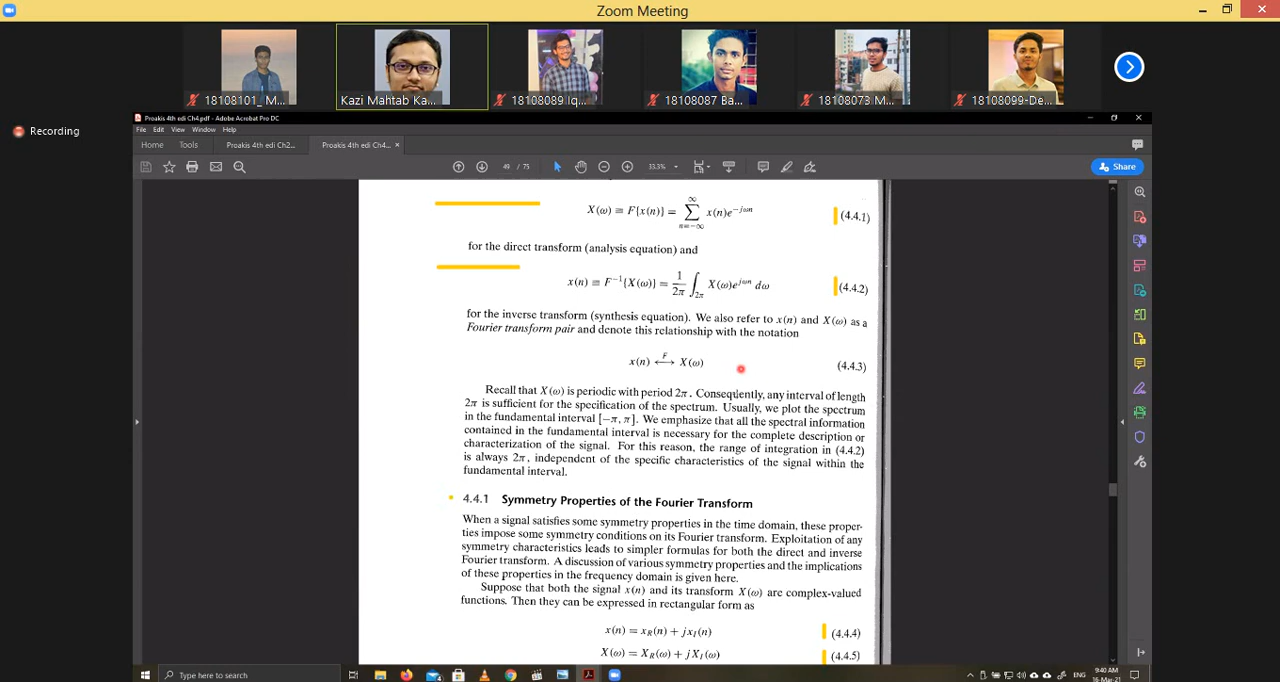 Zoom Meeting
18108101_ M...
Kazi Mahtab Ka...
18108089 Iq...
18108087 Ba...
18108073 M...
18108099-De...
Recording
Proakis 4th edi Ch4.pdf - Adobe Acrobat Pro DC
File Edit View Window Help
Home Tools Proakis 4th edi Ch2... Proakis 4th edi Ch4... ×
49 / 75 33.3% Share
X(ω) ≡ F{x(n)} = ∑_{n=-∞}^{∞} x(n)e^{-jωn} (4.4.1)
for the direct transform (analysis equation) and
x(n) ≡ F^{-1}{X(ω)} = 1/2π ∫_{2π} X(ω)e^{jωn} dω (4.4.2)
for the inverse transform (synthesis equation). We also refer to x(n) and X(ω) as a
Fourier transform pair and denote this relationship with the notation
x(n) ⟷^F X(ω) (4.4.3)
Recall that X(ω) is periodic with period 2π. Consequently, any interval of length
2π is sufficient for the specification of the spectrum. Usually, we plot the spectrum
in the fundamental interval [−π, π]. We emphasize that all the spectral information
contained in the fundamental interval is necessary for the complete description or
characterization of the signal. For this reason, the range of integration in (4.4.2)
is always 2π, independent of the specific characteristics of the signal within the
fundamental interval.
4.4.1 Symmetry Properties of the Fourier Transform
When a signal satisfies some symmetry properties in the time domain, these proper-
ties impose some symmetry conditions on its Fourier transform. Exploitation of any
symmetry characteristics leads to simpler formulas for both the direct and inverse
Fourier transform. A discussion of various symmetry properties and the implications
of these properties in the frequency domain is given here.
Suppose that both the signal x(n) and its transform X(ω) are complex-valued
functions. Then they can be expressed in rectangular form as
x(n) = x_R(n) + jx_I(n) (4.4.4)
X(ω) = X_R(ω) + jX_I(ω) (4.4.5)
Type here to search
ENG
9:40 AM
16-Mar-21